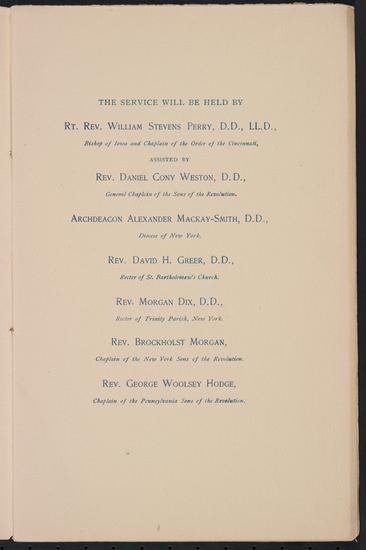 THE SERVICE WILL BE HELD BY
RT. REV. WILLIAM STEVENS PERRY, D.D., LL.D.,
Bishop of Iowa and Chaplain of the Order of the Cincinnati,
ASSISTED BY
REV. DANIEL CONY WESTON, D.D.,
General Chaplain of the Sons of the Revolution.
ARCHDEACON ALEXANDER MACKAY-SMITH, D.D.,
Diocese of New York.
REV. DAVID H. GREER, D.D.,
Rector of St. Bartholomew's Church.
REV. MORGAN DIX, D.D.,
Rector of Trinity Parish, New York.
REV. BROCKHOLST MORGAN,
Chaplain of the New York Sons of the Revolution.
REV. GEORGE WOOLSEY HODGE,
Chaplain of the Pennsylvania Sons of the Revolution.